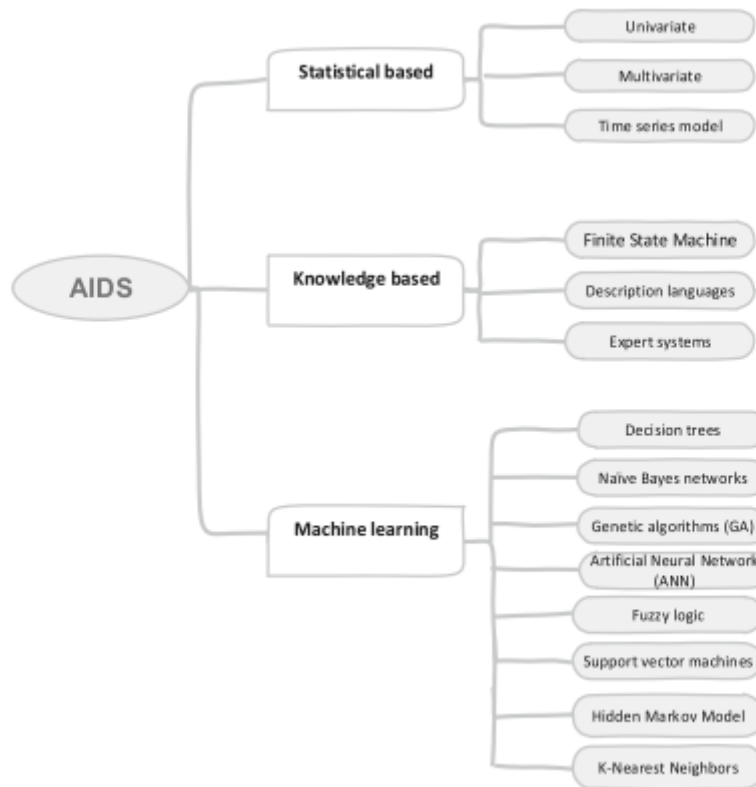 AIDS
Statistical based
Univariate
Multivariate
Time series model
Knowledge based
Finite State Machine
Description languages
Expert systems
Machine learning
Decision trees
Naïve Bayes networks
Genetic algorithms (GA)
Artificial Neural Network
(ANN)
Fuzzy logic
Support vector machines
Hidden Markov Model
K-Nearest Neighbors